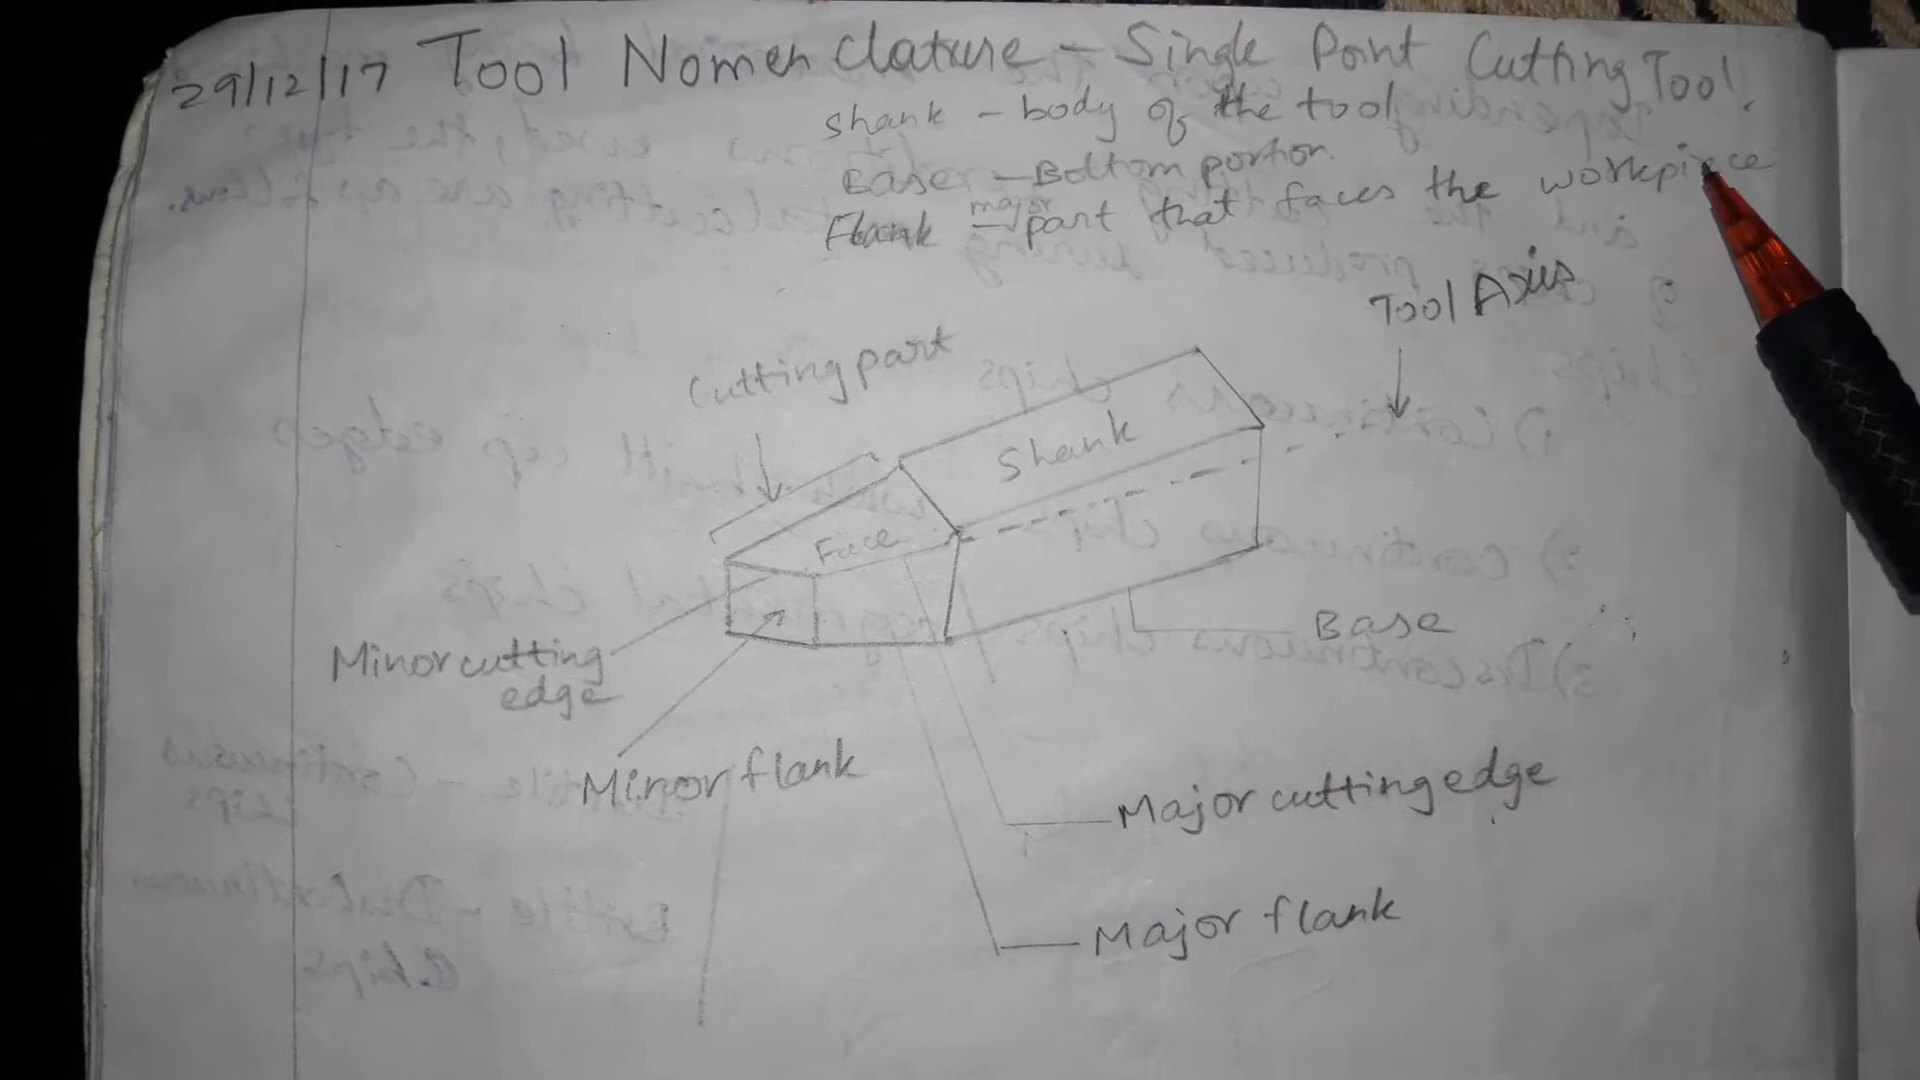 29/12/17 Tool Nomenclature - Single Point Cutting Tool.
Shank - body of the tool
Base - Bottom portion
major
Flank - part that faces the workpiece
Tool Axis
Cutting part
Shank
Face
Base
Minor cutting
edge
Minor flank
Major cutting edge
Major flank